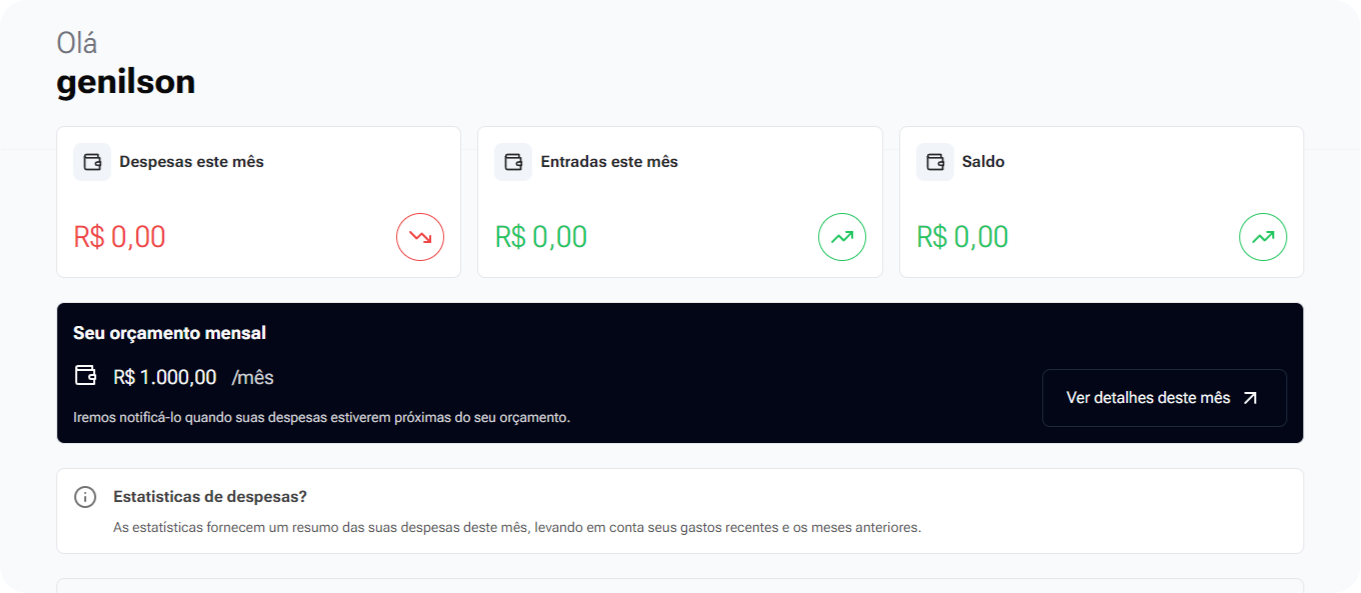 Olá
genilson
Despesas este mês
R$ 0,00
Entradas este mês
R$ 0,00
Saldo
R$ 0,00
Seu orçamento mensal
R$ 1.000,00 /mês
Iremos notificá-lo quando suas despesas estiverem próximas do seu orçamento.
Ver detalhes deste mês
Estatisticas de despesas?
As estatísticas fornecem um resumo das suas despesas deste mês, levando em conta seus gastos recentes e os meses anteriores.